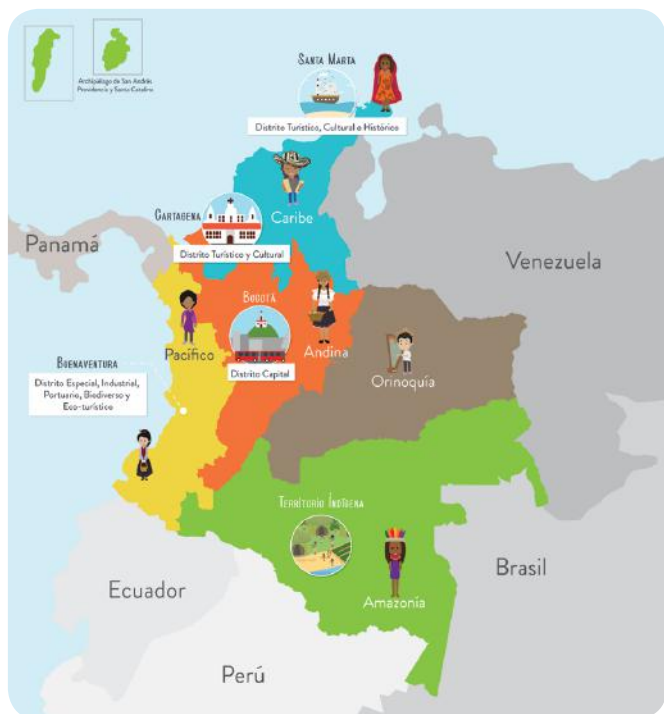 Archipiélago de San Andrés
Providencia y Santa Catalina
SANTA MARTA
Distrito Turístico, Cultural e Histórico
Caribe
CARTAGENA
Distrito Turístico y Cultural
Panamá
Venezuela
BOGOTÁ
Pacífico
Andina
Distrito Capital
Orinoquía
BUENAVENTURA
Distrito Especial, Industrial,
Portuario, Biodiverso y
Eco-turístico
TERRITORIO INDÍGENA
Amazonía
Ecuador
Brasil
Perú